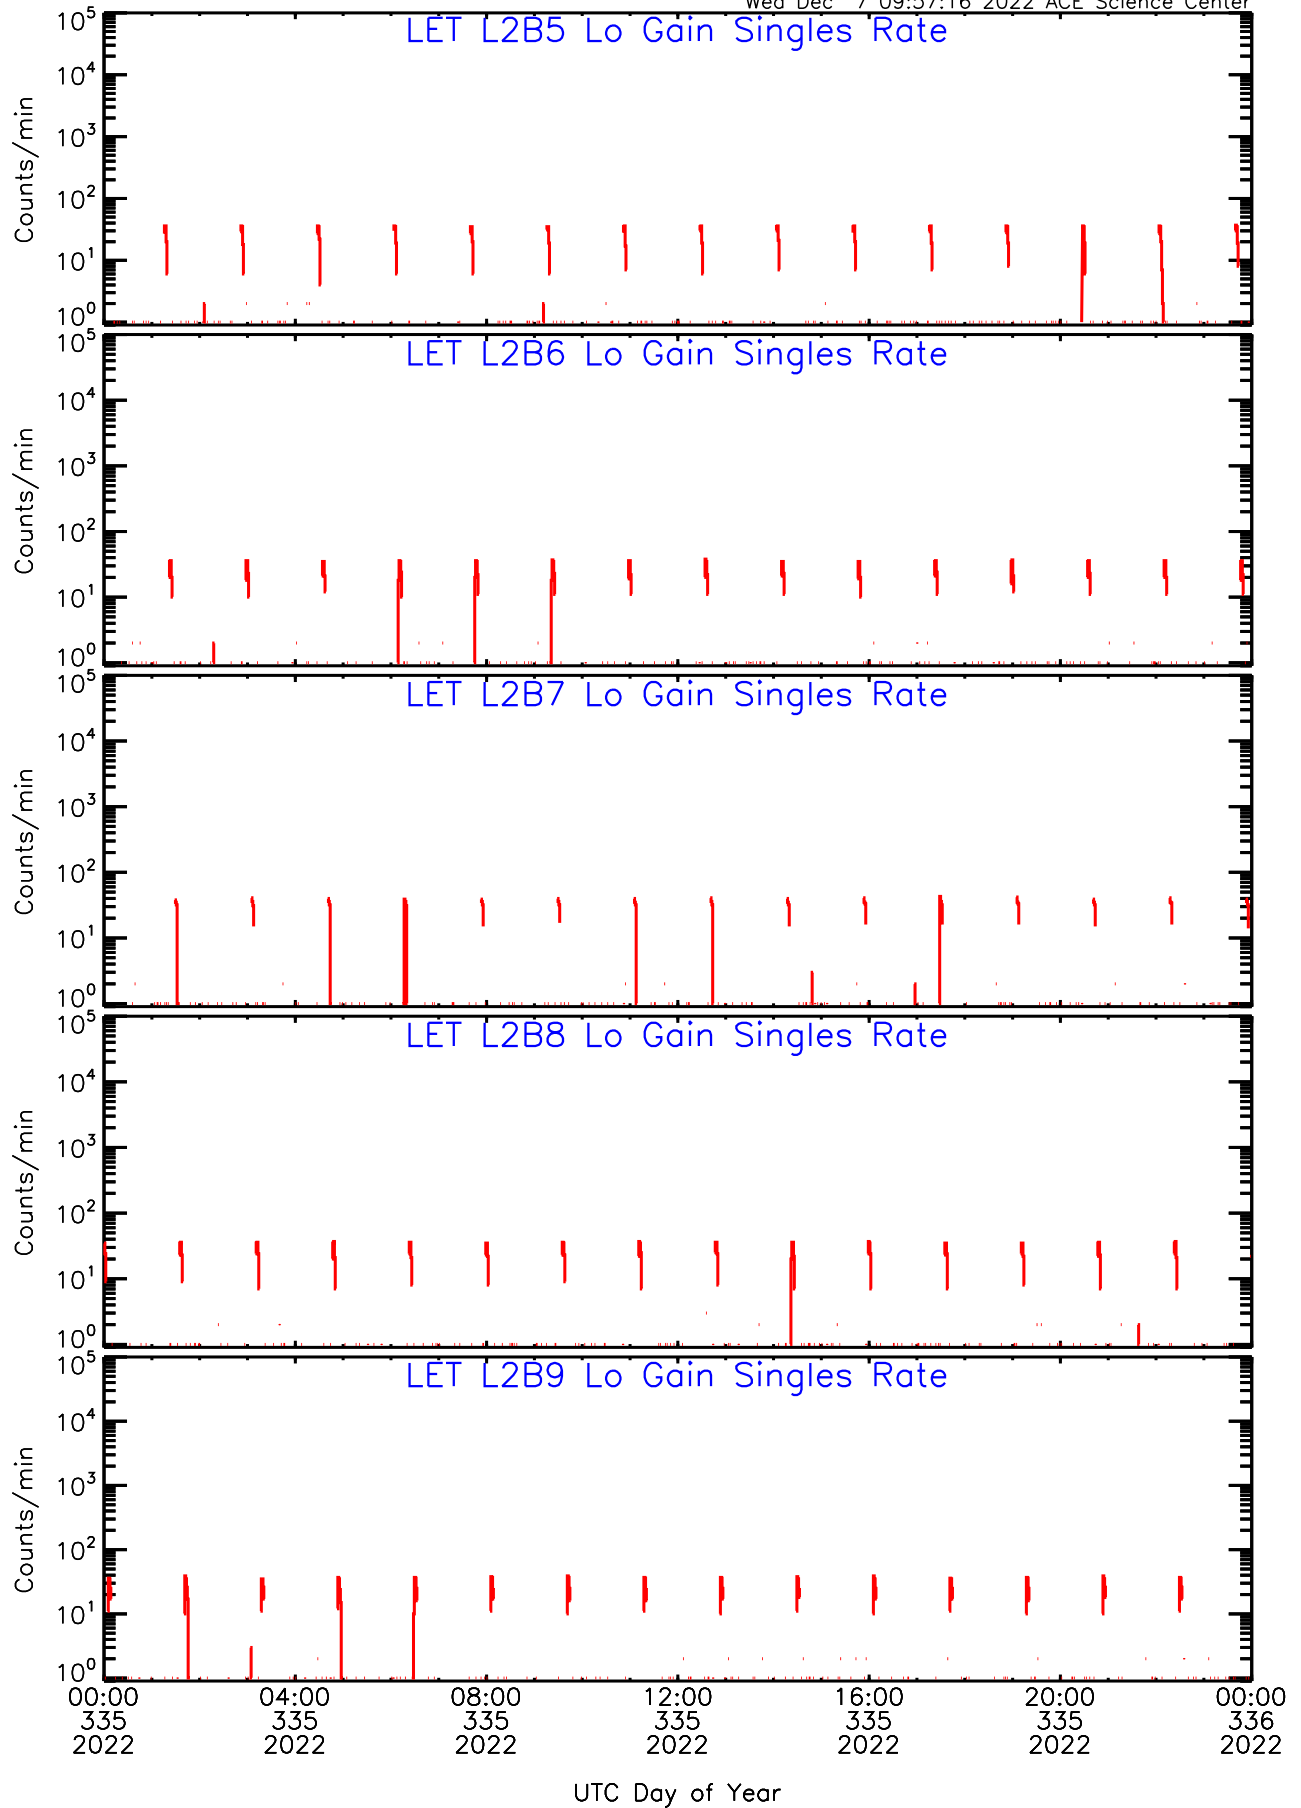 Wed Dec 7 09:57:16 2022 ACE Science Center
LET L2B5 Lo Gain Singles Rate
10^5
10^4
10^3
10^2
10^1
10^0
Counts/min
LET L2B6 Lo Gain Singles Rate
10^5
10^4
10^3
10^2
10^1
10^0
Counts/min
LET L2B7 Lo Gain Singles Rate
10^5
10^4
10^3
10^2
10^1
10^0
Counts/min
LET L2B8 Lo Gain Singles Rate
10^5
10^4
10^3
10^2
10^1
10^0
Counts/min
LET L2B9 Lo Gain Singles Rate
10^5
10^4
10^3
10^2
10^1
10^0
Counts/min
00:00 04:00 08:00 12:00 16:00 20:00 00:00
335 335 335 335 335 335 336
2022 2022 2022 2022 2022 2022 2022
UTC Day of Year